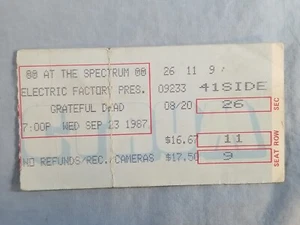 00 AT THE SPECTRUM 00
ELECTRIC FACTORY PRES.
GRATEFUL DEAD
7:00P WED SEP 23 1987
NO REFUNDS/REC. CAMERAS
26 11 9
09233 41SIDE
08/20 26 SEC
$16.67 11
$17.50 9
SEAT ROW